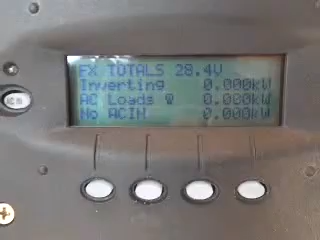 FX TOTALS 28.4V
Inverting 0.000kW
AC Loads 0.000kW
No ACIN 0.000kW